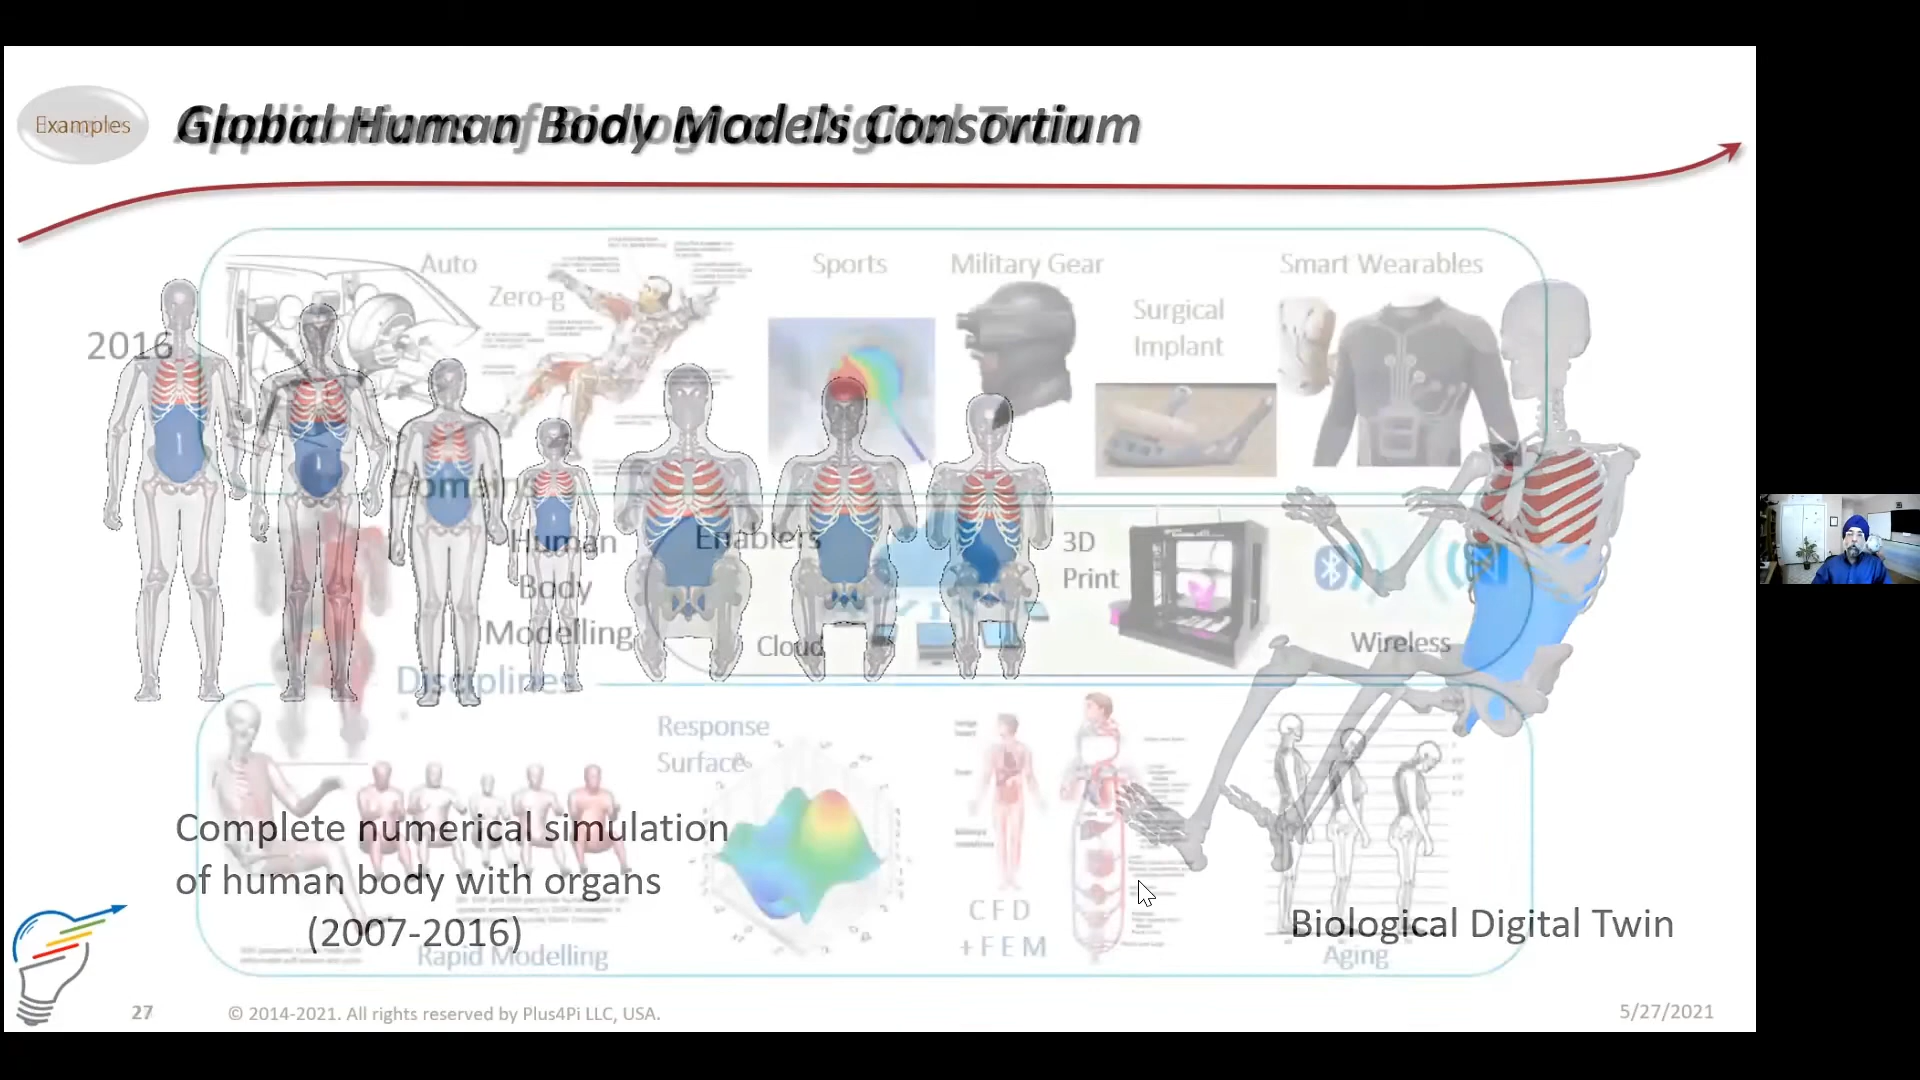 Examples
Global Human Body Models Consortium
Auto
Zero-g
Sports
Military Gear
Surgical
Implant
Smart Wearables
2016
Domains
Human
Body
Modelling
Enablers
Cloud
3D
Print
Wireless
Disciplines
Response
Surface
Complete numerical simulation
of human body with organs
(2007-2016)
Rapid Modelling
CFD
+FEM
Biological Digital Twin
Aging
27
© 2014-2021. All rights reserved by Plus4Pi LLC, USA.
5/27/2021